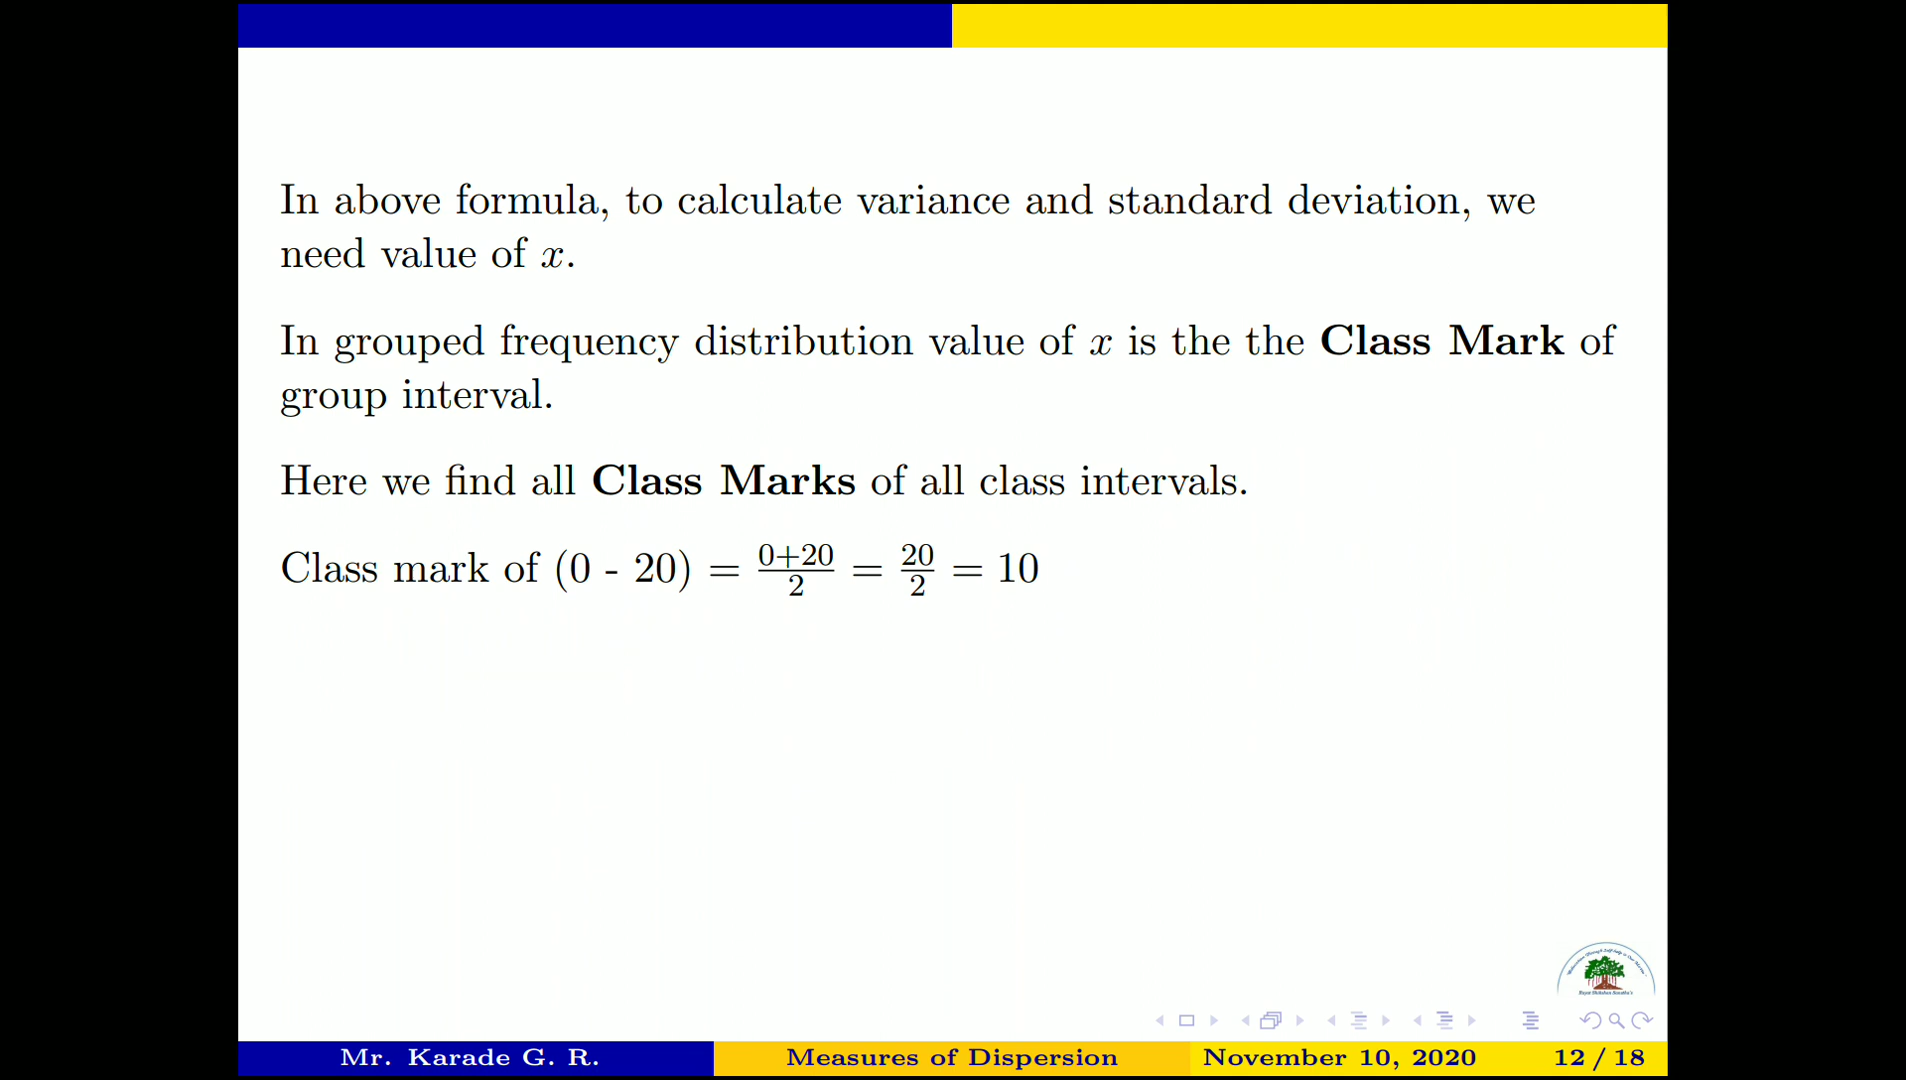 In above formula, to calculate variance and standard deviation, we
need value of x.
In grouped frequency distribution value of x is the the Class Mark of
group interval.
Here we find all Class Marks of all class intervals.
Class mark of (0 - 20) = 0+20/2 = 20/2 = 10
Mr. Karade G. R. Measures of Dispersion November 10, 2020 12 / 18